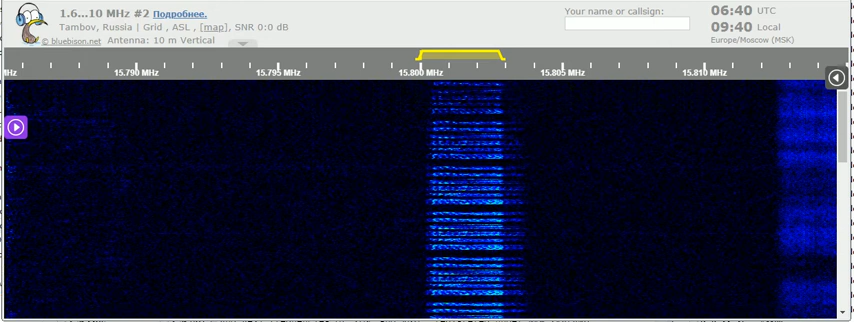 1.6...10 MHz #2 Подробнее.
Tambov, Russia | Grid , ASL , [map], SNR 0:0 dB
© bluebison.net Antenna: 10 m Vertical
Your name or callsign:
06:40 UTC
09:40 Local
Europe/Moscow (MSK)
MHz 15.790 MHz 15.795 MHz 15.800 MHz 15.805 MHz 15.810 MHz